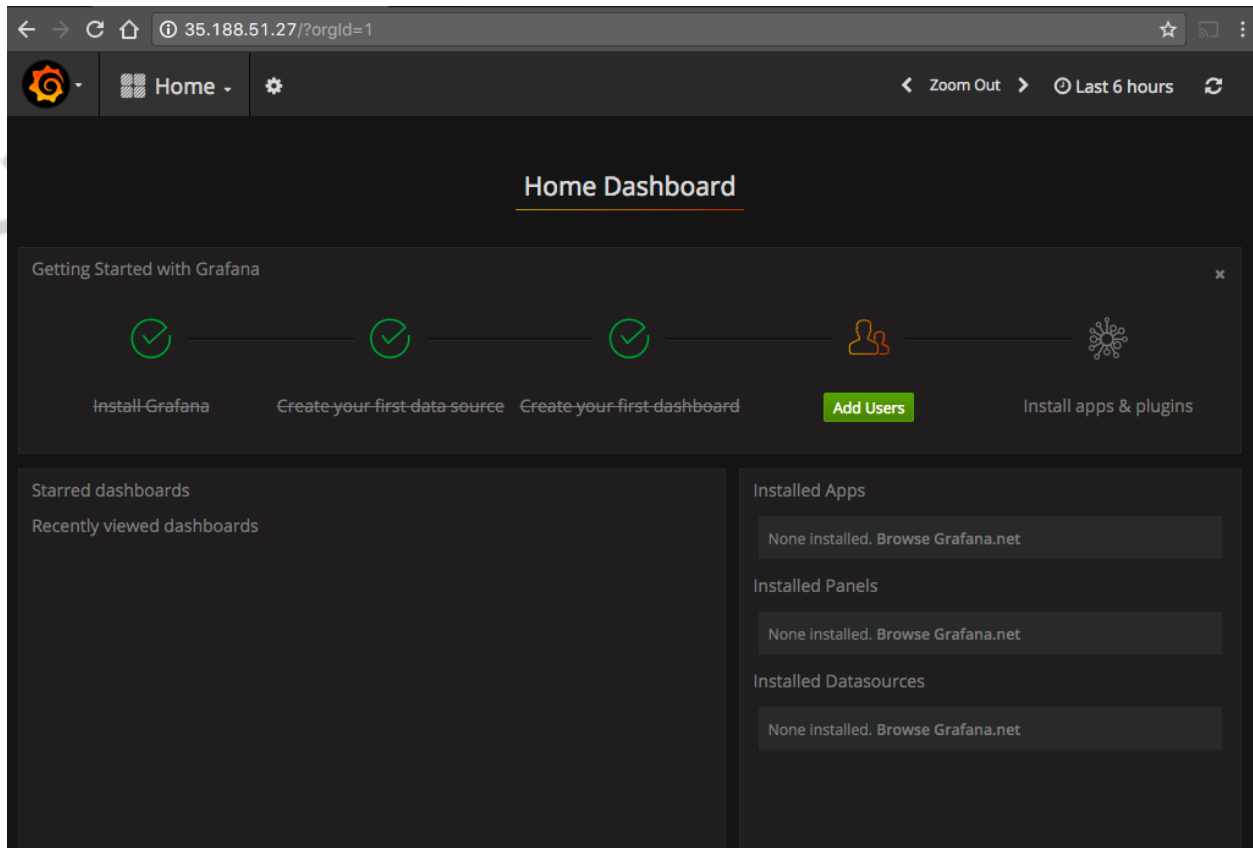 35.188.51.27/?orgId=1
Home
Zoom Out
Last 6 hours
Home Dashboard
Getting Started with Grafana
Install Grafana
Create your first data source
Create your first dashboard
Add Users
Install apps & plugins
Starred dashboards
Recently viewed dashboards
Installed Apps
None installed. Browse Grafana.net
Installed Panels
None installed. Browse Grafana.net
Installed Datasources
None installed. Browse Grafana.net